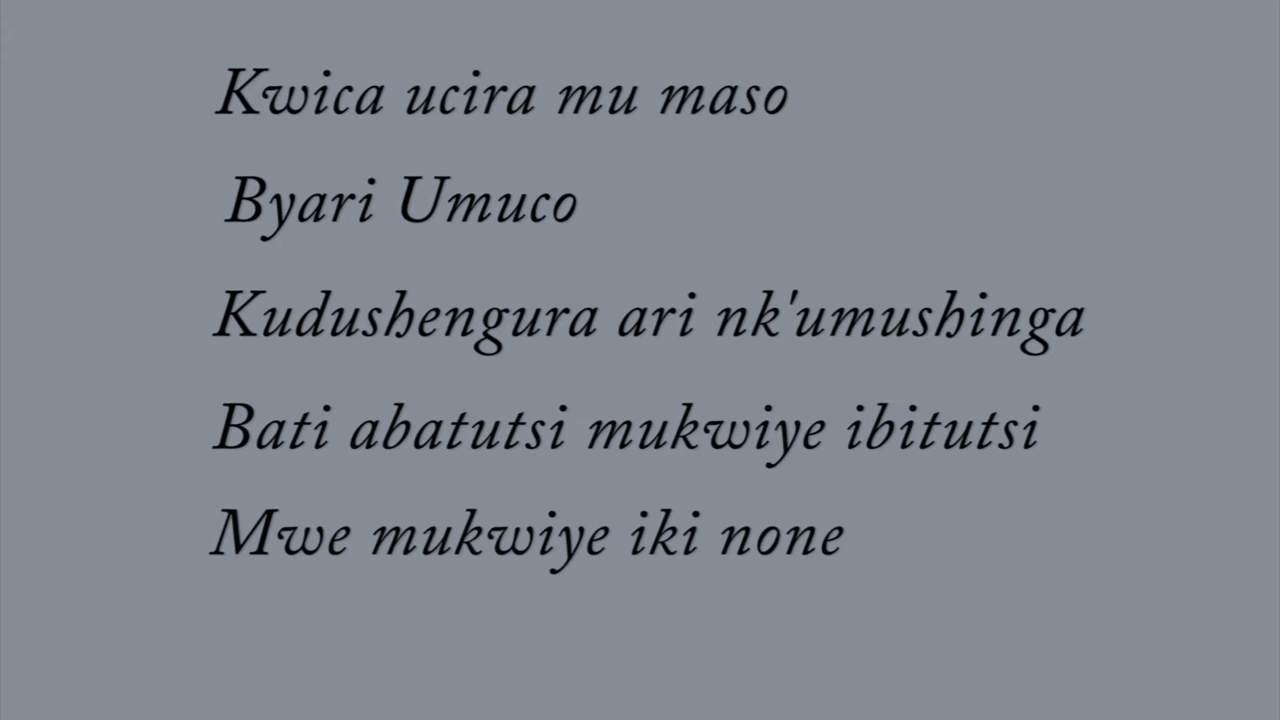 Kwica ucira mu maso
Byari Umuco
Kudushengura ari nk'umushinga
Bati abatutsi mukwiye ibitutsi
Mwe mukwiye iki none